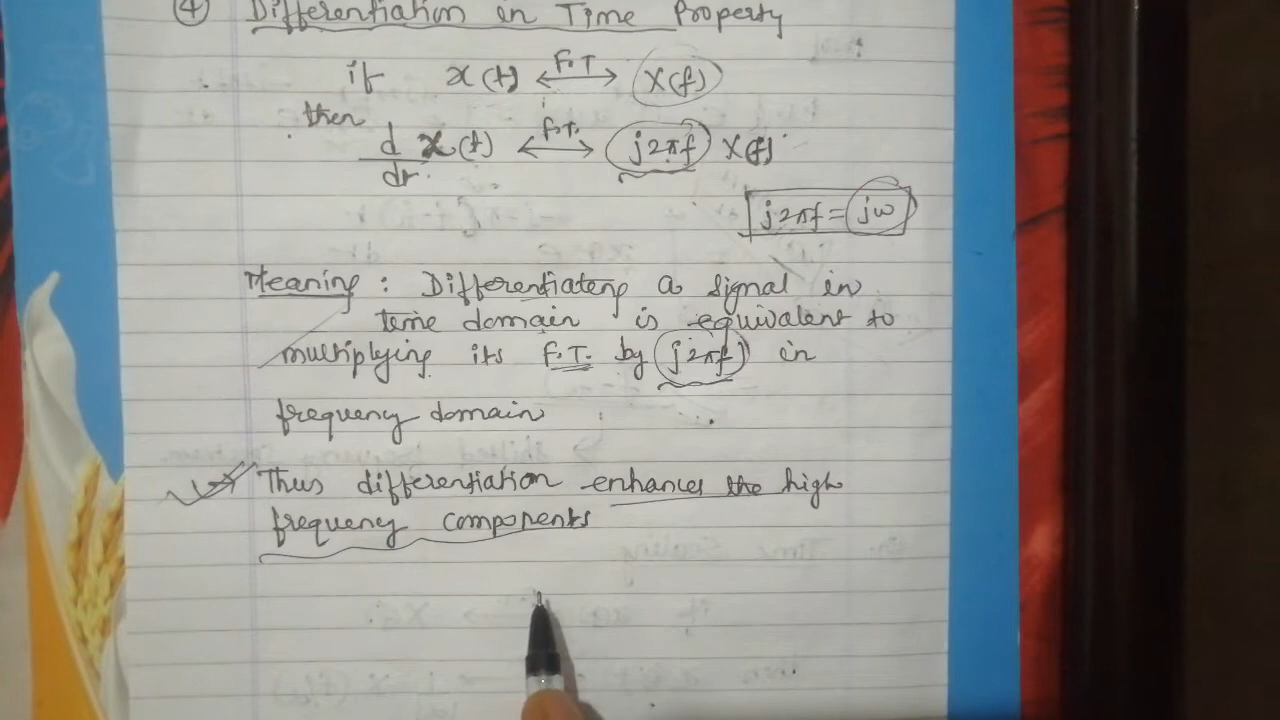 ④ Differentiation in Time Property
if x(t) F.T. X(f)
then
d/dt x(t) F.T. j2πf X(f)
j2πf = jω
Meaning : Differentiating a signal in
time domain is equivalent to
multiplying its F.T. by j2πf in
frequency domain
Thus differentiation enhances the high
frequency components